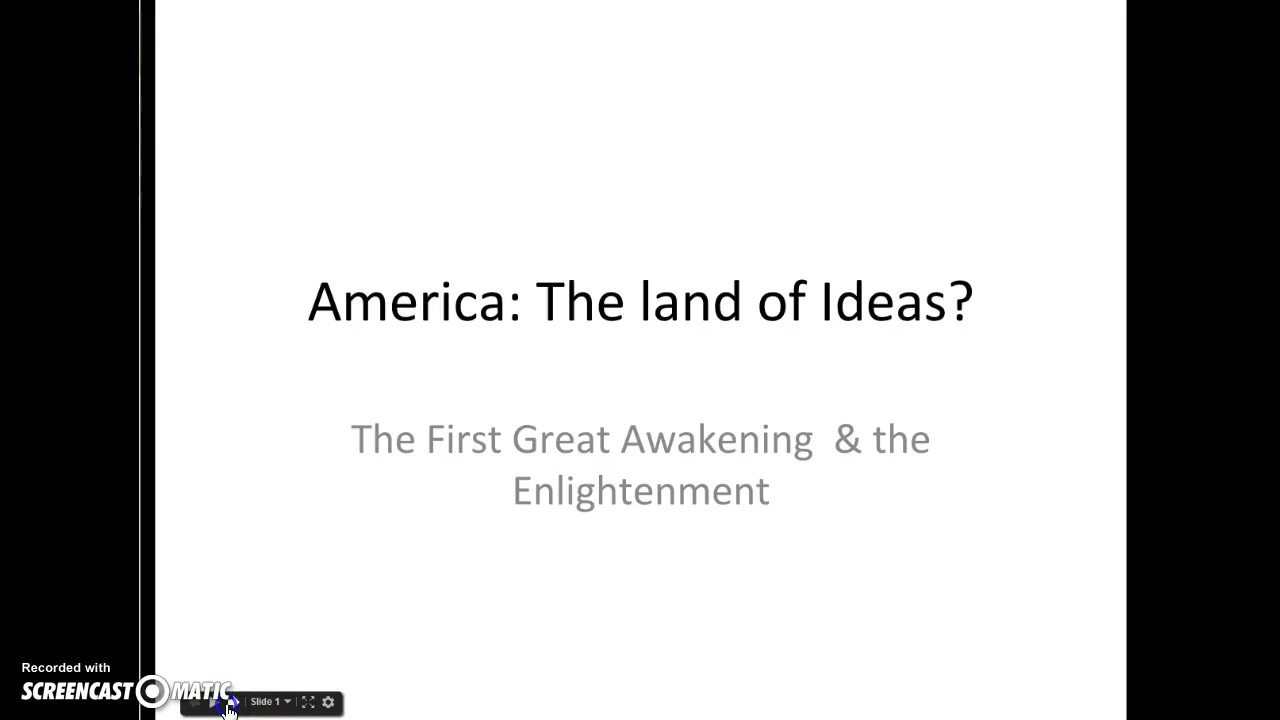 America: The land of Ideas?
The First Great Awakening & the
Enlightenment
Recorded with
SCREENCAST MATIC
Slide 1